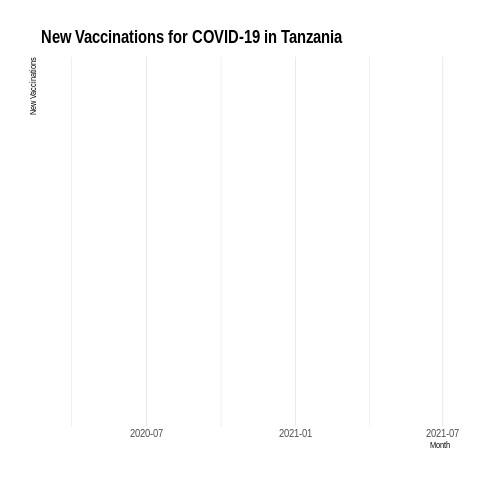 New Vaccinations for COVID-19 in Tanzania
New Vaccinations
2020-07
2021-01
2021-07
Month